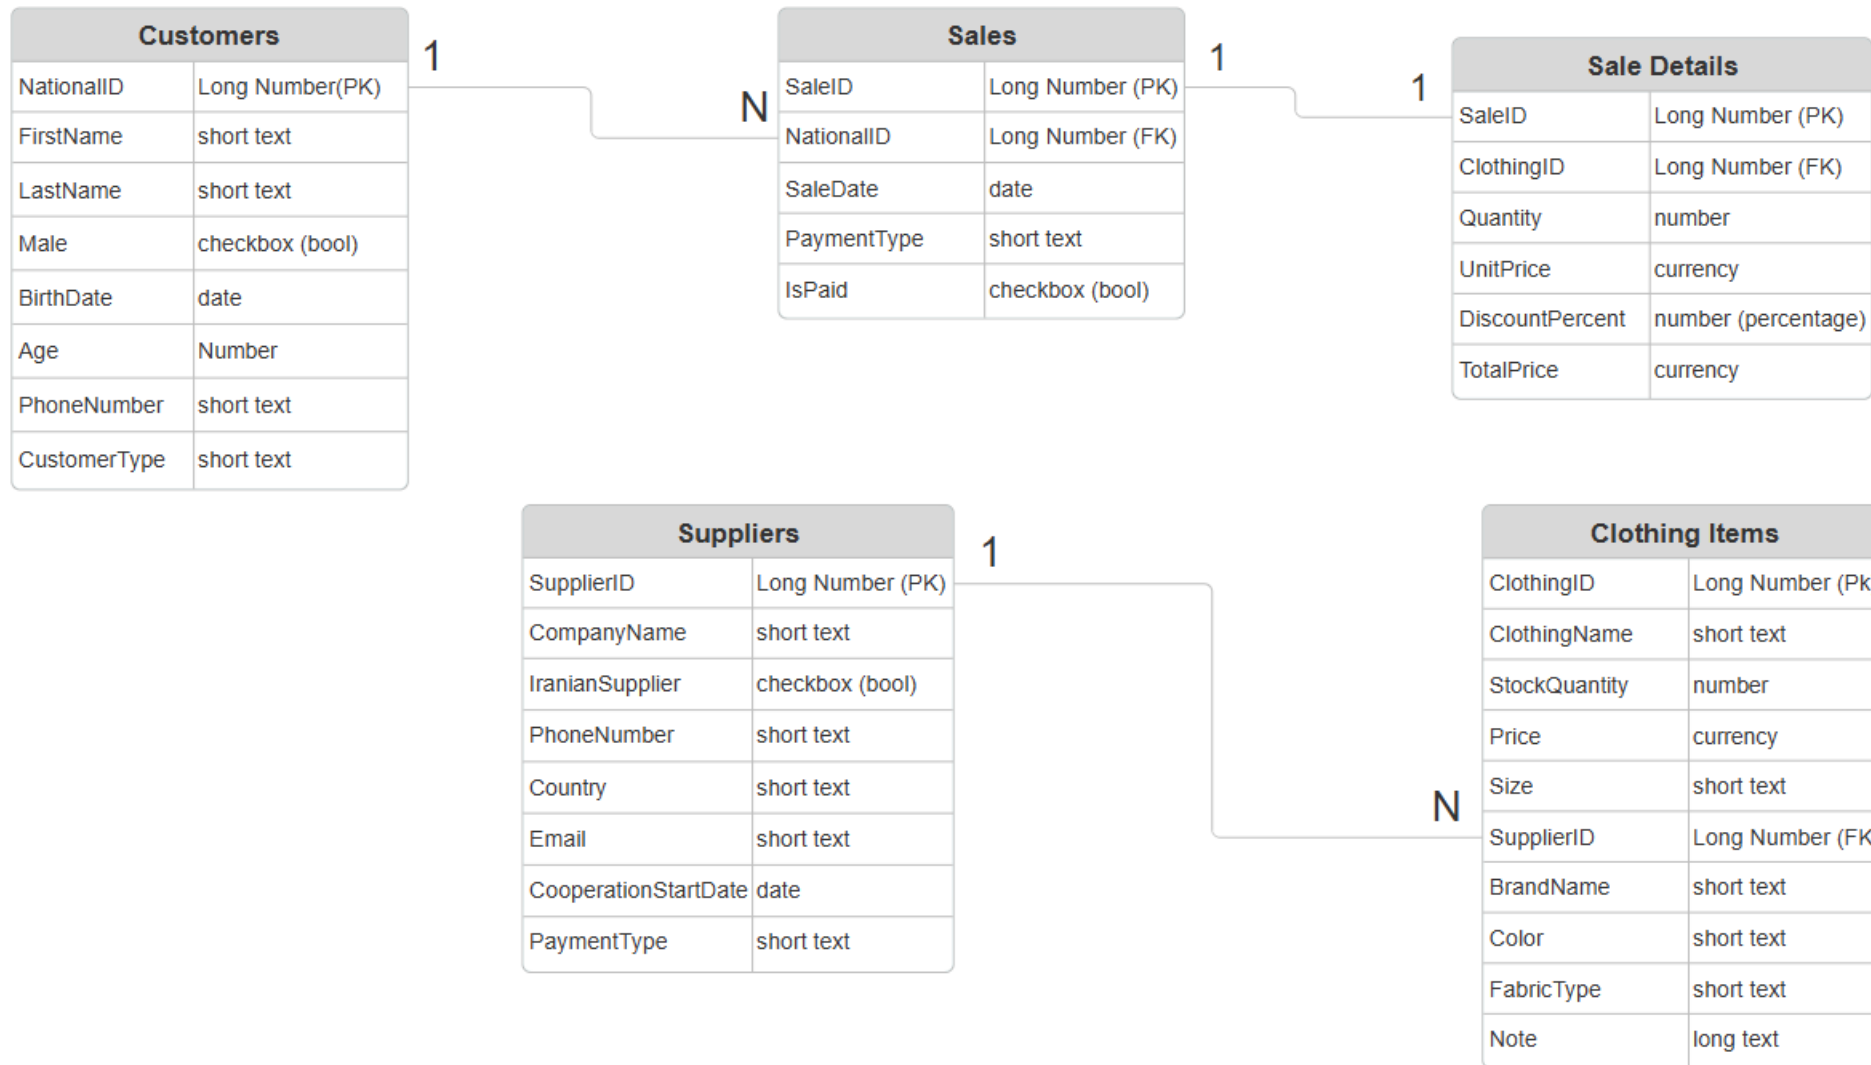 Customers
NationalID Long Number(PK)
FirstName short text
LastName short text
Male checkbox (bool)
BirthDate date
Age Number
PhoneNumber short text
CustomerType short text
1
N
Sales
SaleID Long Number (PK)
NationalID Long Number (FK)
SaleDate date
PaymentType short text
IsPaid checkbox (bool)
1
1
Sale Details
SaleID Long Number (PK)
ClothingID Long Number (FK)
Quantity number
UnitPrice currency
DiscountPercent number (percentage)
TotalPrice currency
Suppliers
SupplierID Long Number (PK)
CompanyName short text
IranianSupplier checkbox (bool)
PhoneNumber short text
Country short text
Email short text
CooperationStartDate date
PaymentType short text
1
N
Clothing Items
ClothingID Long Number (Pk
ClothingName short text
StockQuantity number
Price currency
Size short text
SupplierID Long Number (FK
BrandName short text
Color short text
FabricType short text
Note long text